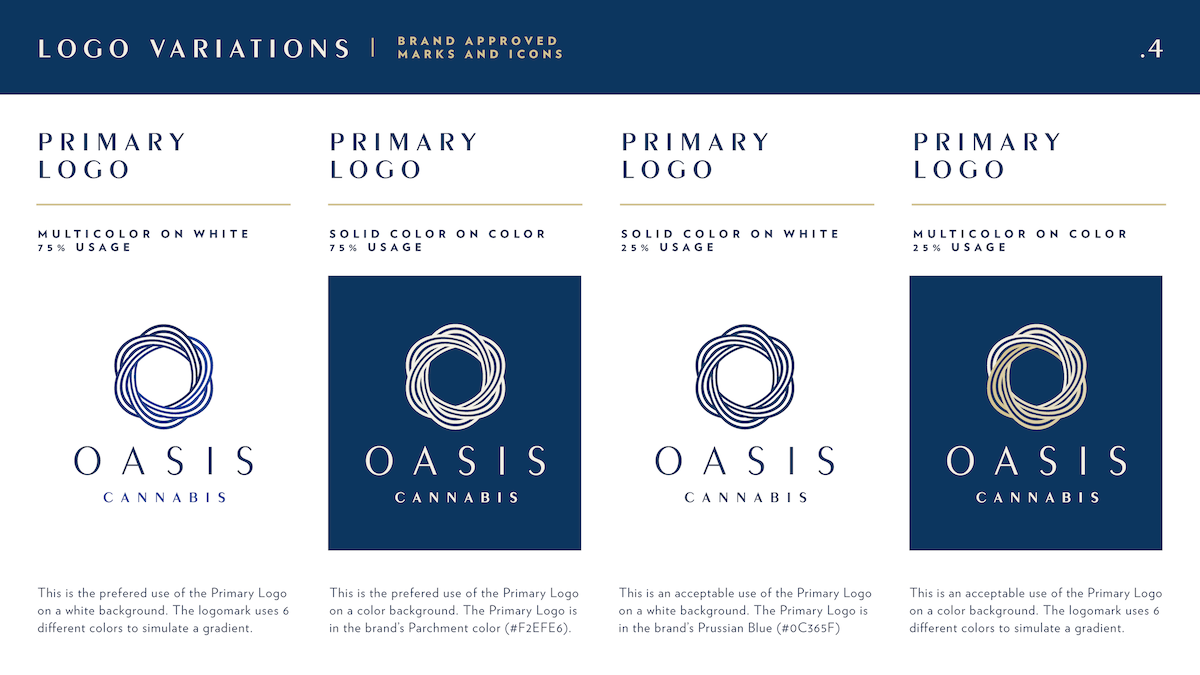 LOGO VARIATIONS
BRAND APPROVED
MARKS AND ICONS
.4
PRIMARY
LOGO
MULTICOLOR ON WHITE
75% USAGE
OASIS
CANNABIS
This is the prefered use of the Primary Logo
on a white background. The logomark uses 6
different colors to simulate a gradient.
PRIMARY
LOGO
SOLID COLOR ON COLOR
75% USAGE
OASIS
CANNABIS
This is the prefered use of the Primary Logo
on a color background. The Primary Logo is
in the brand's Parchment color (#F2EFE6).
PRIMARY
LOGO
SOLID COLOR ON WHITE
25% USAGE
OASIS
CANNABIS
This is an acceptable use of the Primary Logo
on a white background. The Primary Logo is
in the brand's Prussian Blue (#0C365F)
PRIMARY
LOGO
MULTICOLOR ON COLOR
25% USAGE
OASIS
CANNABIS
This is an acceptable use of the Primary Logo
on a color background. The logomark uses 6
different colors to simulate a gradient.